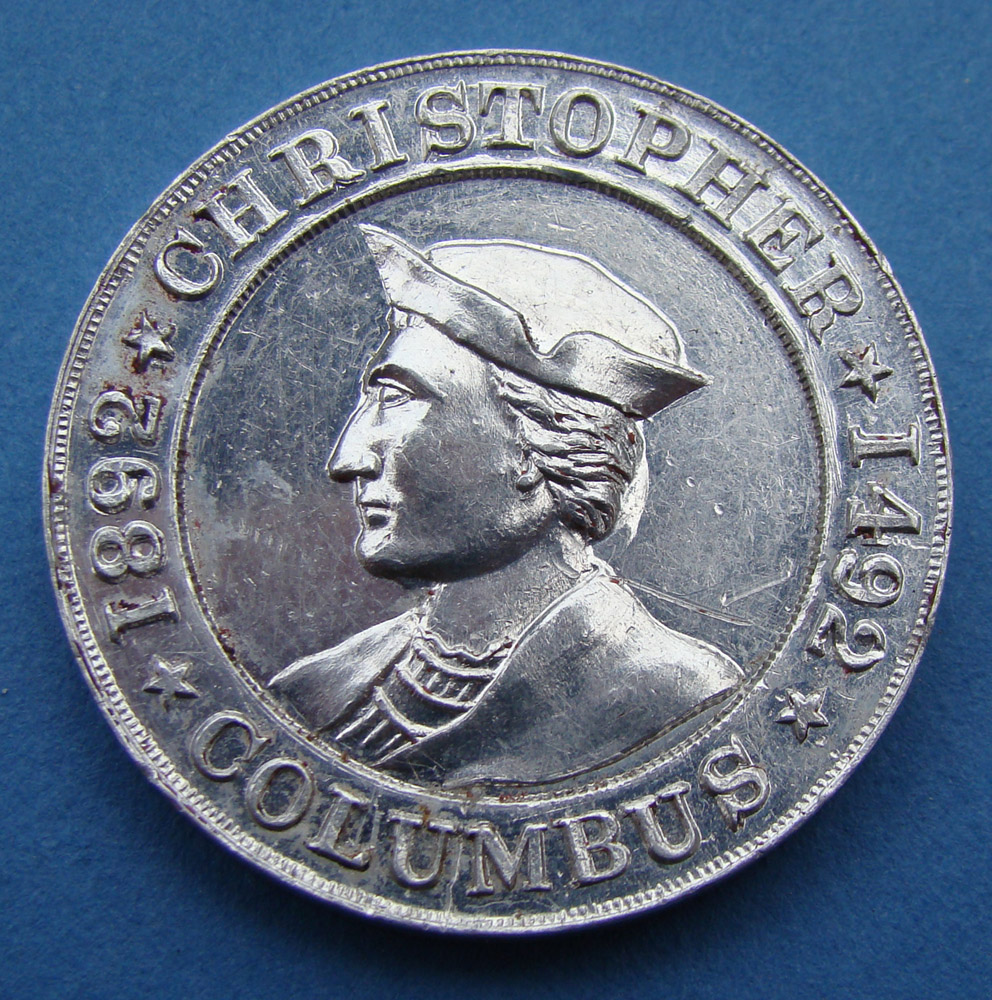 ★ CHRISTOPHER ★
1492
★ COLUMBUS ★
1892